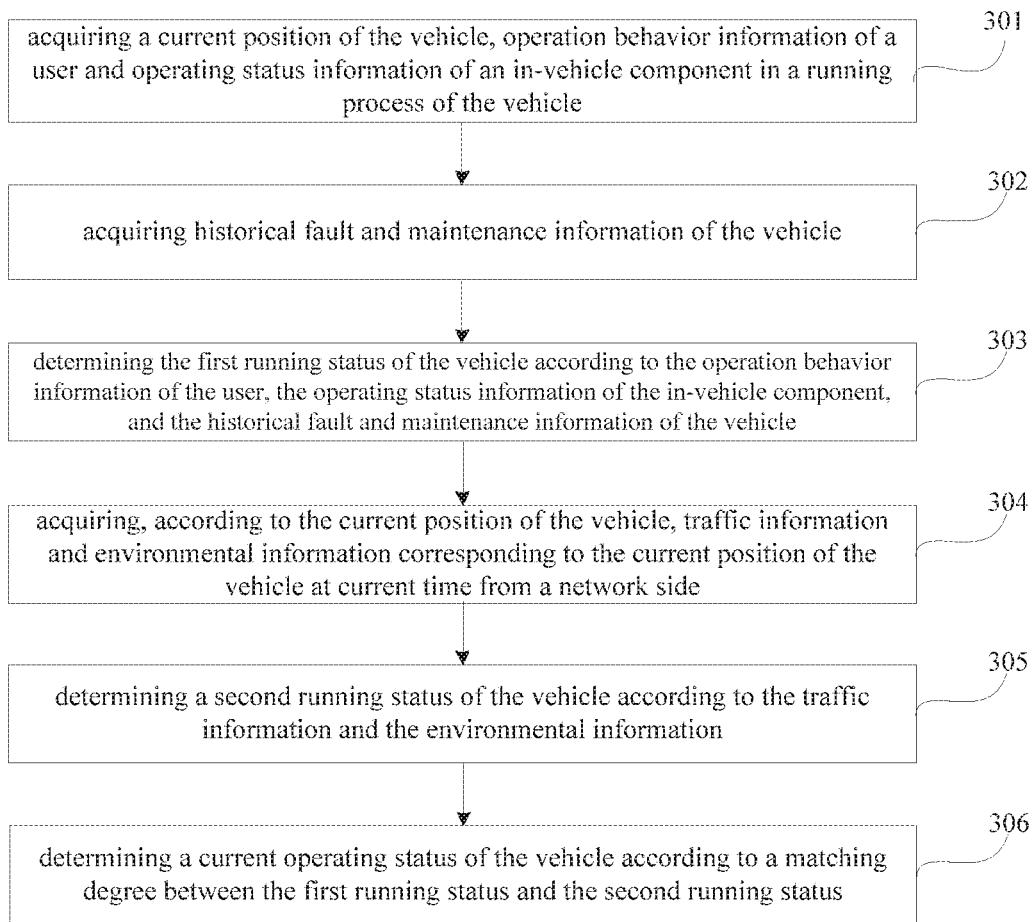 301
acquiring a current position of the vehicle, operation behavior information of a
user and operating status information of an in-vehicle component in a running
process of the vehicle
302
acquiring historical fault and maintenance information of the vehicle
303
determining the first running status of the vehicle according to the operation behavior
information of the user, the operating status information of the in-vehicle component,
and the historical fault and maintenance information of the vehicle
304
acquiring, according to the current position of the vehicle, traffic information
and environmental information corresponding to the current position of the
vehicle at current time from a network side
305
determining a second running status of the vehicle according to the traffic
information and the environmental information
306
determining a current operating status of the vehicle according to a matching
degree between the first running status and the second running status